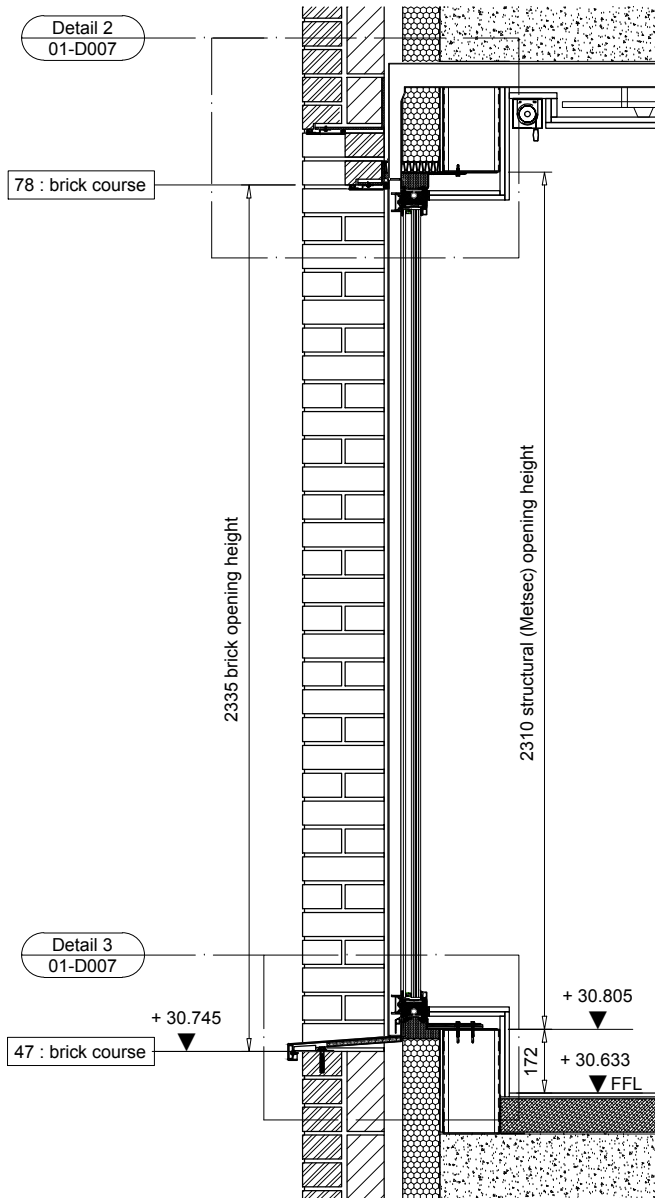 Detail 2
01-D007
78 : brick course
2335 brick opening height
2310 structural (Metsec) opening height
Detail 3
01-D007
+ 30.745
+ 30.805
47 : brick course
172
+ 30.633
FFL